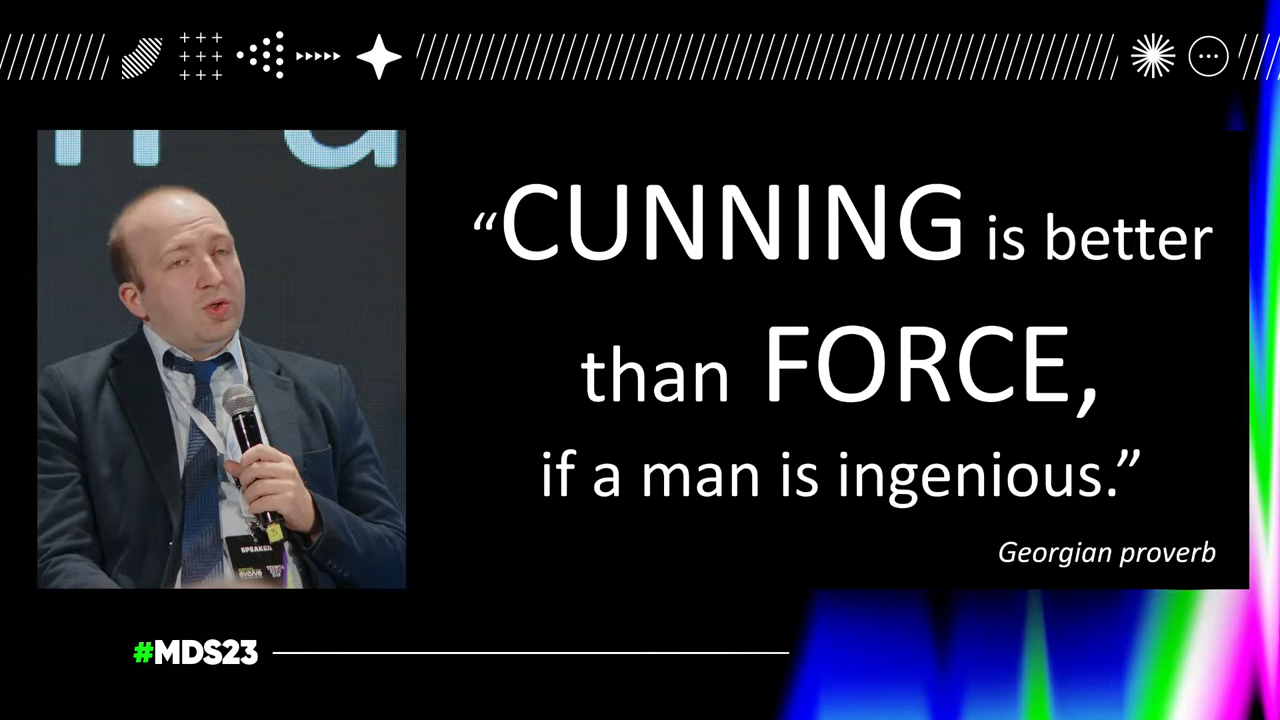 “CUNNING is better
than FORCE,
if a man is ingenious.”
Georgian proverb
SPEAKER
#MDS23